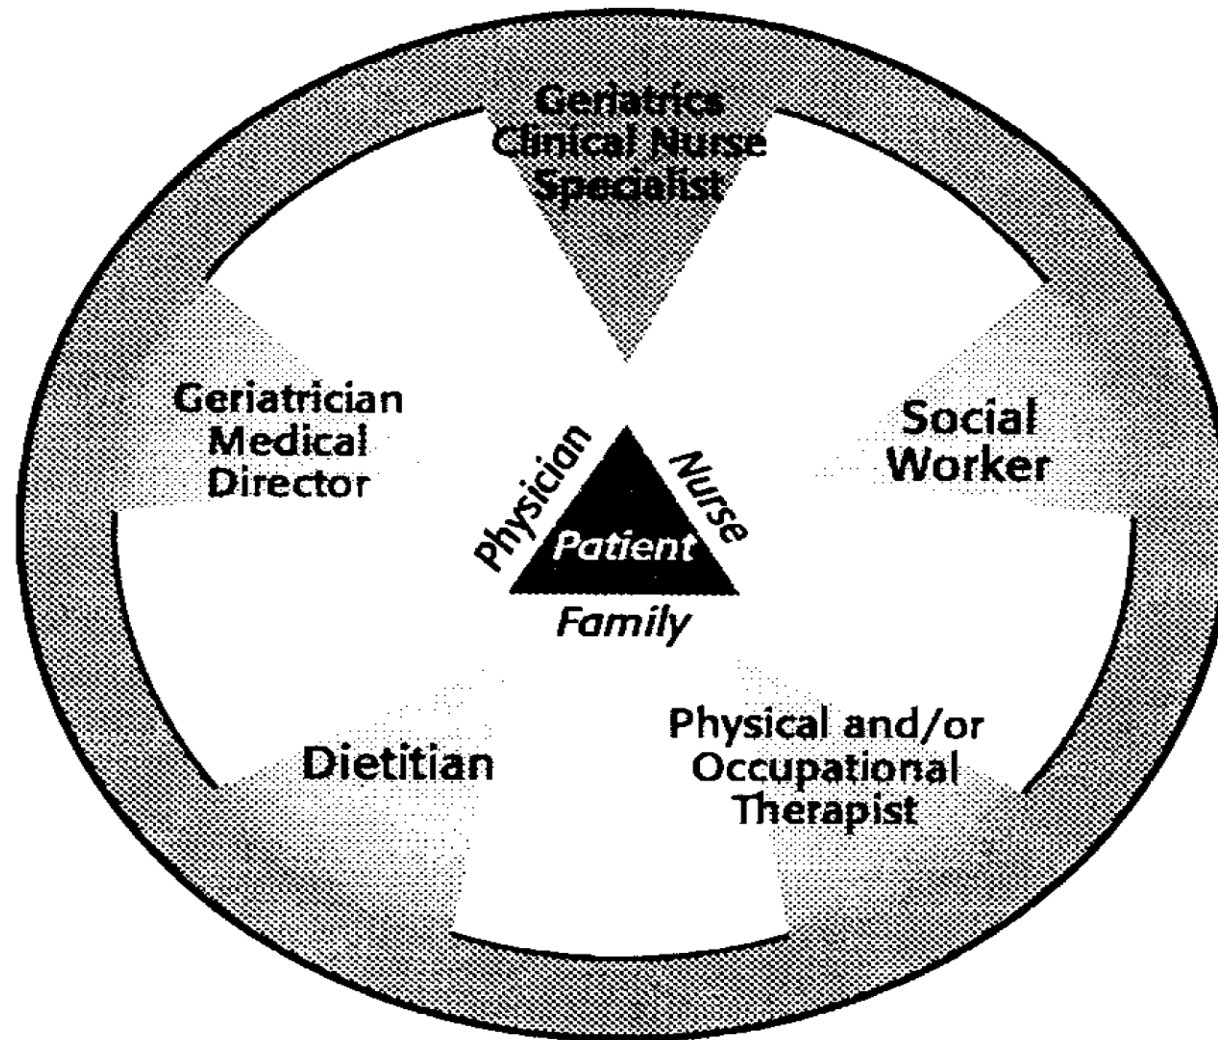 Geriatrics
Clinical Nurse
Specialist
Geriatrician
Medical
Director
Social
Worker
Physician
Nurse
Patient
Family
Dietitian
Physical and/or
Occupational
Therapist